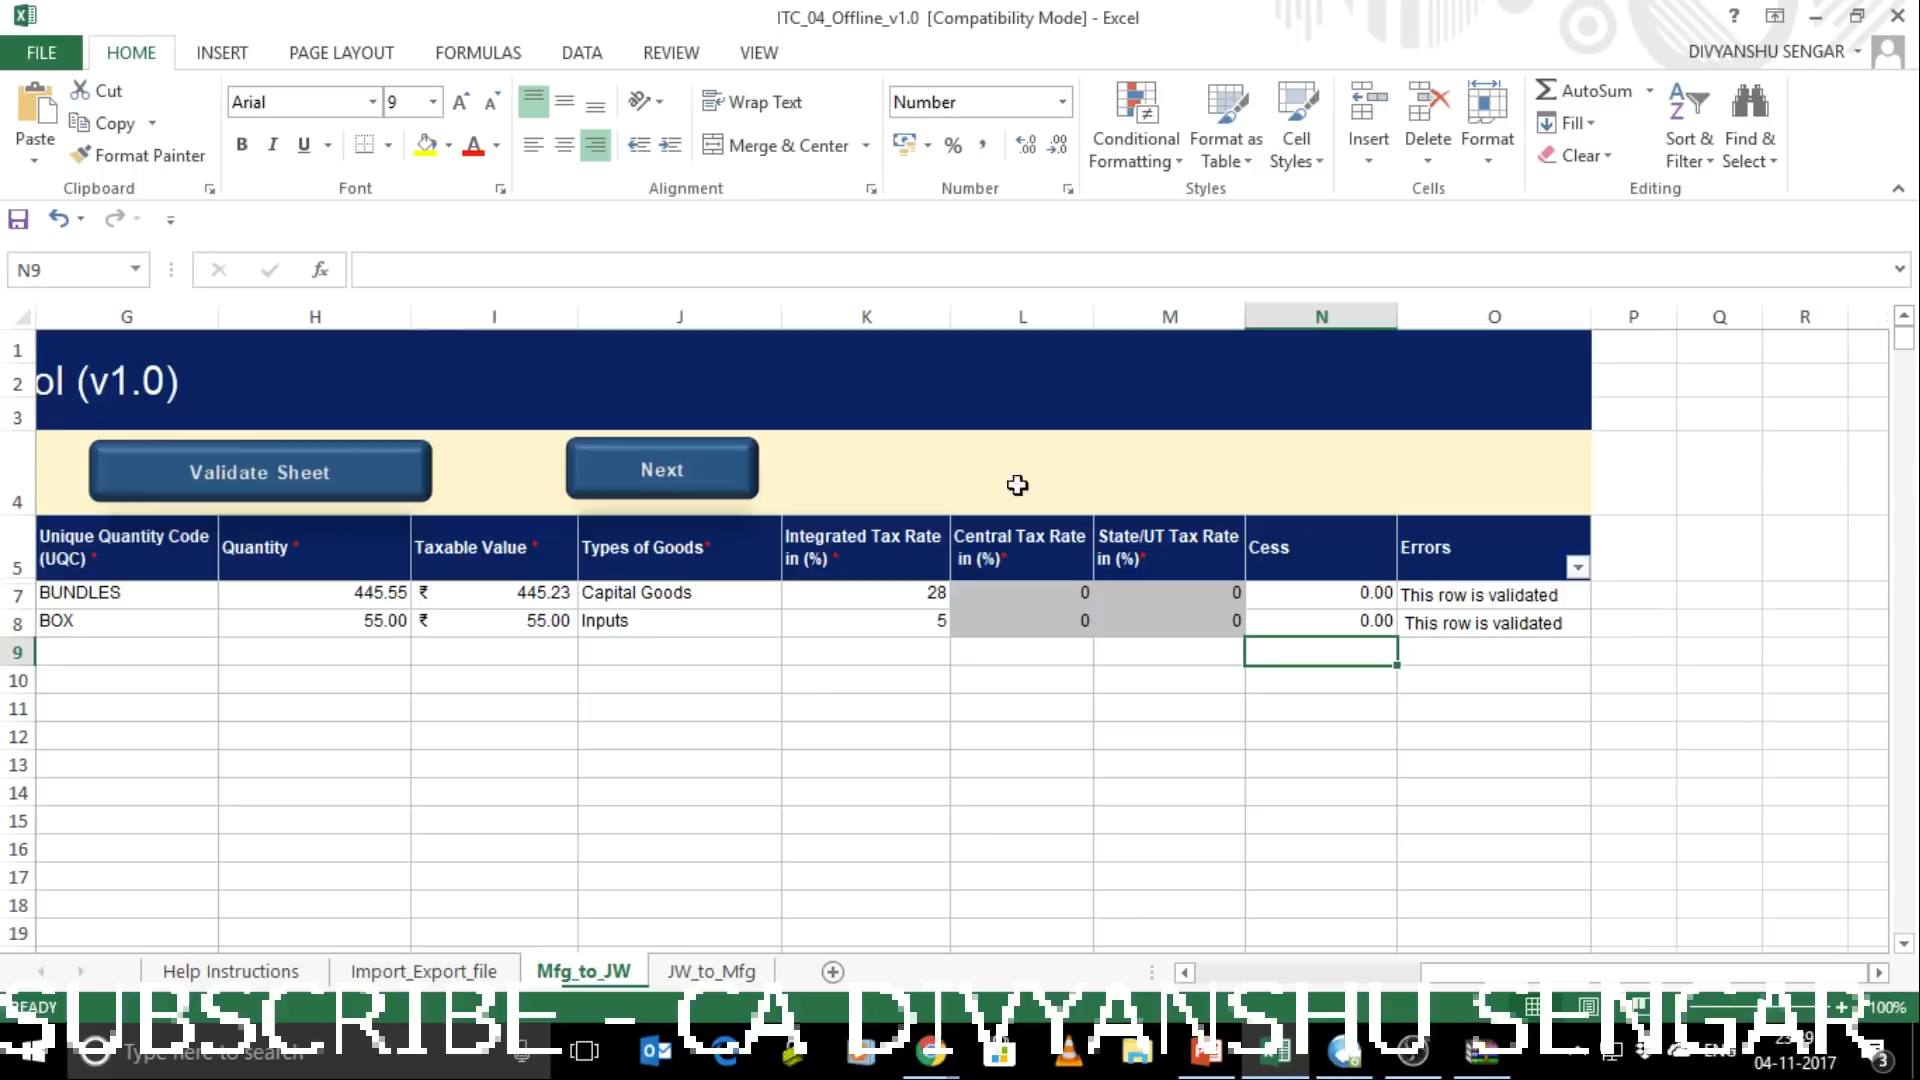 ITC_04_Offline_v1.0 [Compatibility Mode] - Excel
FILE HOME INSERT PAGE LAYOUT FORMULAS DATA REVIEW VIEW DIVYANSHU SENGAR
Paste Cut Copy Format Painter Clipboard
Arial 9 B I U Font
Wrap Text Merge & Center Alignment
Number % Number
Conditional Formatting Format as Table Cell Styles Styles
Insert Delete Format Cells
AutoSum Fill Clear Sort & Filter Find & Select Editing
N9 fx
G H I J K L M N O P Q R
1
2 ol (v1.0)
3
4 Validate Sheet Next
5 Unique Quantity Code (UQC) * Quantity * Taxable Value * Types of Goods* Integrated Tax Rate in (%) * Central Tax Rate in (%)* State/UT Tax Rate in (%)* Cess Errors
7 BUNDLES 445.55 ₹ 445.23 Capital Goods 28 0 0 0.00 This row is validated
8 BOX 55.00 ₹ 55.00 Inputs 5 0 0 0.00 This row is validated
9
10
11
12
13
14
15
16
17
18
19
Help Instructions Import_Export_file Mfg_to_JW JW_to_Mfg
READY 100%
SUBSCRIBE - CA DIVYANSHU SENGAR
Type here to search ENG
04-11-2017 3